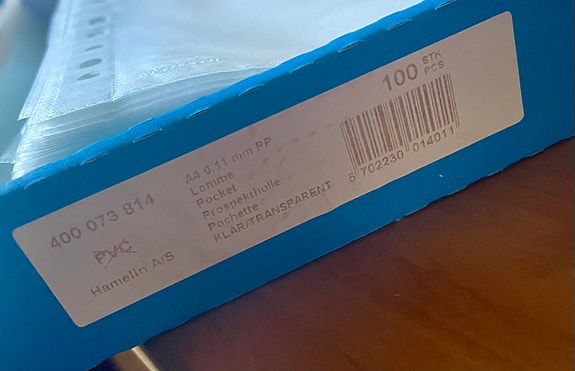 400 073 814
PVC
Hamelin A/S
A4 0,11 mm PP
Lomme
Pocket
Prospekthülle
Pochette
KLAR/TRANSPARENT
100 STK
PCS
5 702230 014011